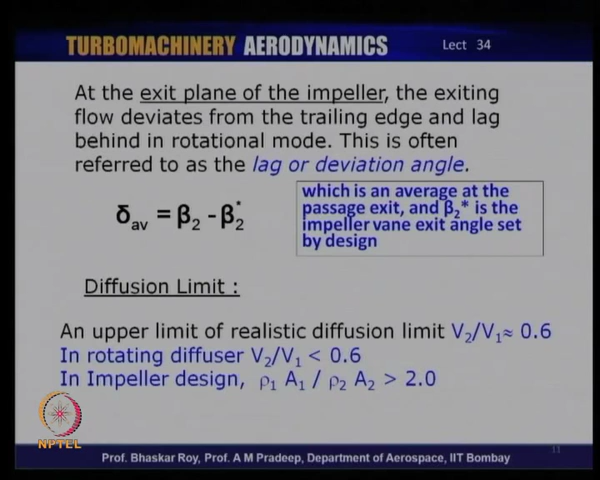 TURBOMACHINERY AERODYNAMICS Lect 34
At the exit plane of the impeller, the exiting
flow deviates from the trailing edge and lag
behind in rotational mode. This is often
referred to as the lag or deviation angle.
δav = β2 - β2*
which is an average at the
passage exit, and β2* is the
impeller vane exit angle set
by design
Diffusion Limit :
An upper limit of realistic diffusion limit V2/V1≈ 0.6
In rotating diffuser V2/V1 < 0.6
In Impeller design, ρ1 A1 / ρ2 A2 > 2.0
NPTEL
Prof. Bhaskar Roy, Prof. A M Pradeep, Department of Aerospace, IIT Bombay
11